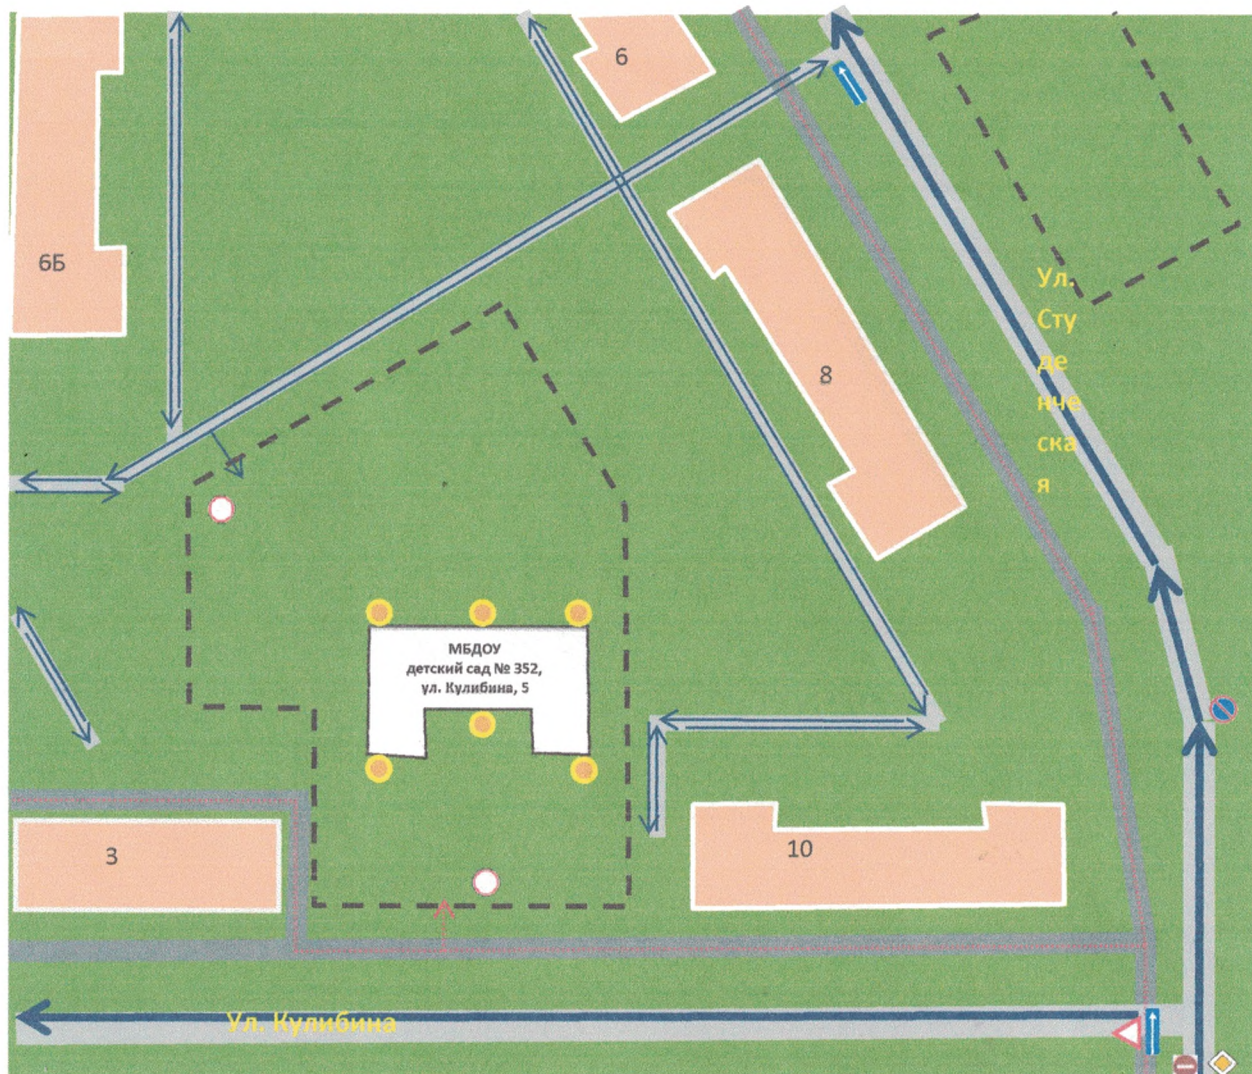 6
6Б
Ул.
Сту
де
нче
ска
я
8
МБДОУ
детский сад № 352,
ул. Кулибина, 5
3
10
Ул. Кулибина